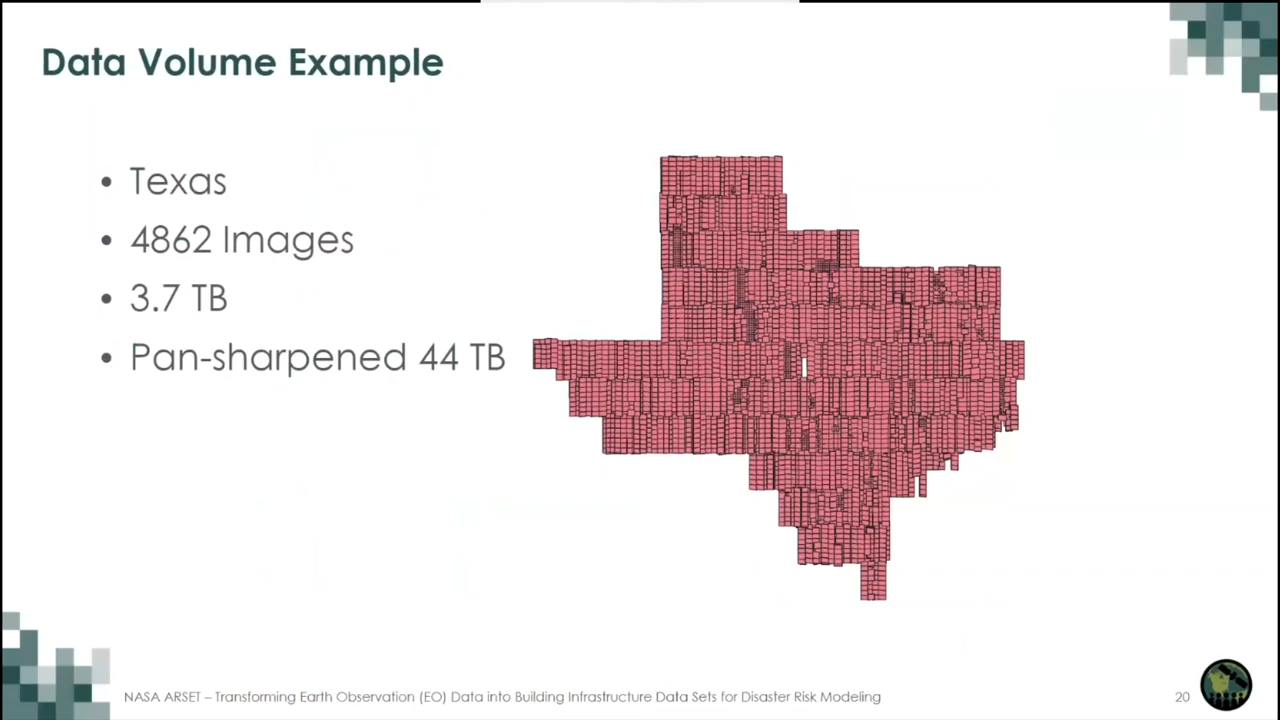 Data Volume Example
• Texas
• 4862 Images
• 3.7 TB
• Pan-sharpened 44 TB
NASA ARSET – Transforming Earth Observation (EO) Data into Building Infrastructure Data Sets for Disaster Risk Modeling
20